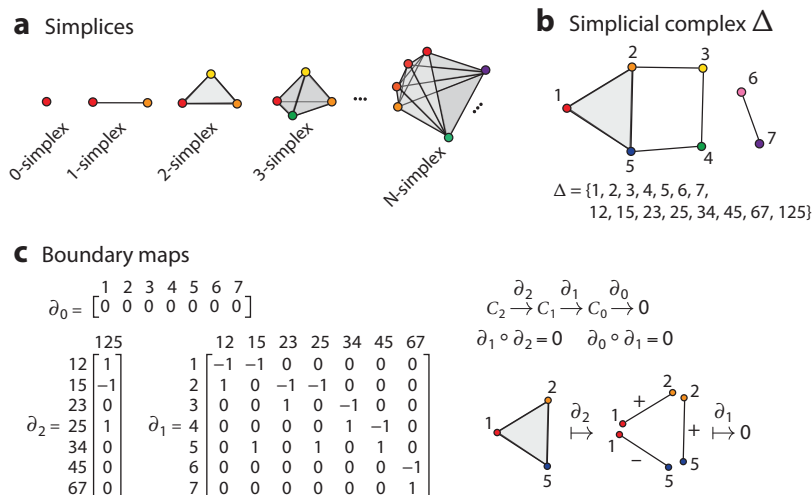 a Simplices
0-simplex
1-simplex
2-simplex
3-simplex
...
N-simplex
...
b Simplicial complex Δ
2 3
1
5 4
6
7
Δ = {1, 2, 3, 4, 5, 6, 7,
12, 15, 23, 25, 34, 45, 67, 125}
c Boundary maps
1 2 3 4 5 6 7
∂₀ = [0 0 0 0 0 0 0]
125
∂₂ =
12 1
15 −1
23 0
25 1
34 0
45 0
67 0
12 15 23 25 34 45 67
∂₁ =
1 −1 −1 0 0 0 0 0
2 1 0 −1 −1 0 0 0
3 0 0 1 0 −1 0 0
4 0 0 0 0 1 −1 0
5 0 1 0 1 0 1 0
6 0 0 0 0 0 0 −1
7 0 0 0 0 0 0 1
∂₂ ∂₁ ∂₀
C₂ → C₁ → C₀ → 0
∂₁ ∘ ∂₂ = 0 ∂₀ ∘ ∂₁ = 0
2
1
5
∂₂
↦
+ 2 2
1
1 +
− 5 5
∂₁
↦ 0